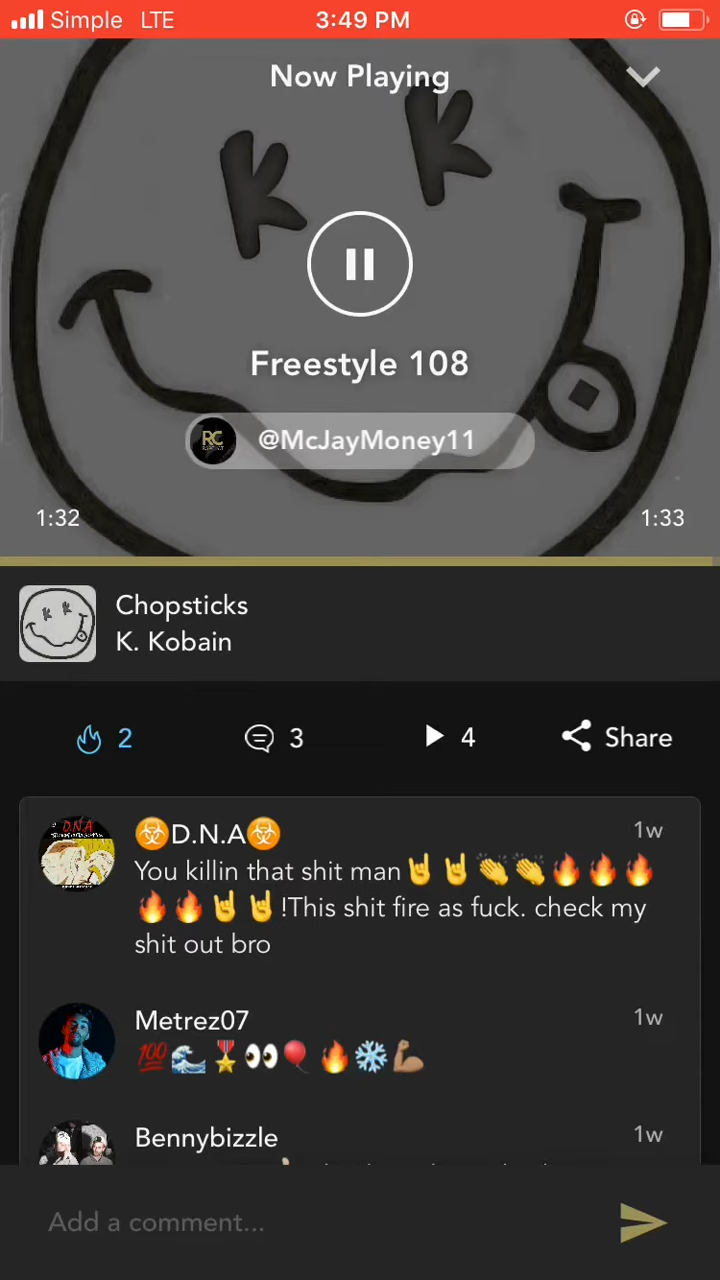 Simple LTE 3:49 PM
Now Playing
K K
Freestyle 108
RC @McJayMoney11
1:32 1:33
Chopsticks
K. Kobain
2 3 4 Share
☣️D.N.A☣️ 1w
You killin that shit man🤘🤘👏👏🔥🔥🔥
🔥🔥🤘🤘!This shit fire as fuck. check my
shit out bro
Metrez07 1w
💯🌊🎖️👀🎈🔥❄️💪🏽
Bennybizzle 1w
Add a comment...